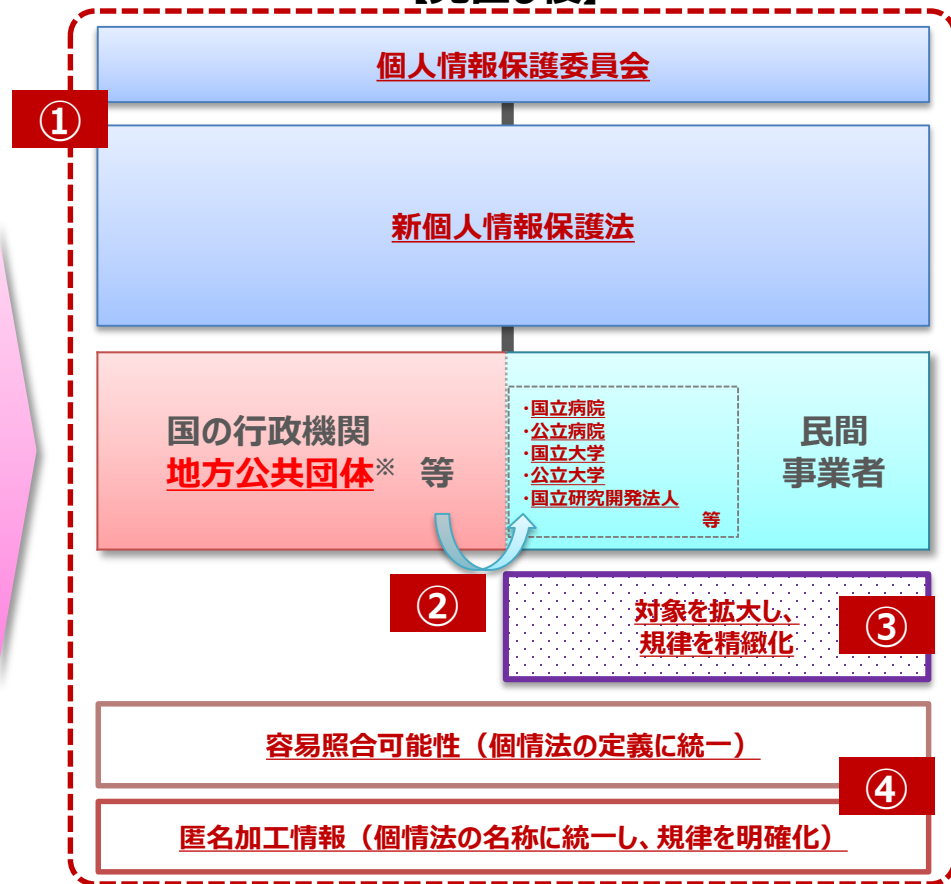 【見直し後】
個人情報保護委員会
①
新個人情報保護法
国の行政機関
地方公共団体※ 等
・国立病院
・公立病院
・国立大学
・公立大学
・国立研究開発法人
等
民間
事業者
②
対象を拡大し、
規律を精緻化
③
容易照合可能性（個情法の定義に統一）
④
匿名加工情報（個情法の名称に統一し、規律を明確化）